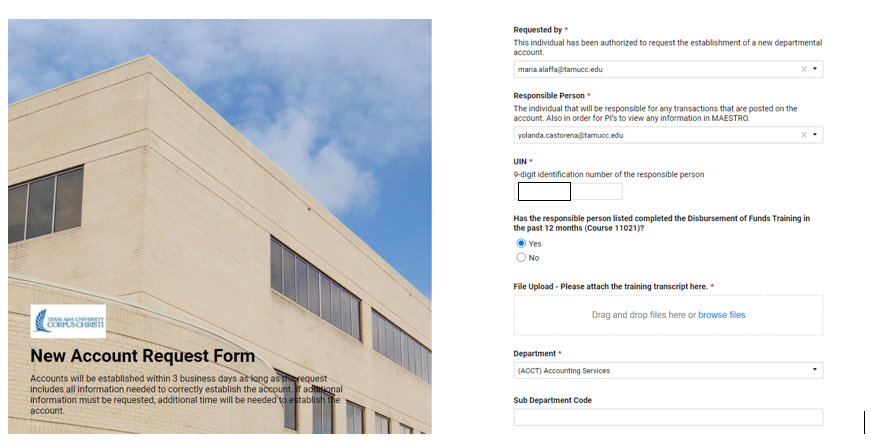 TEXAS A&M UNIVERSITY
CORPUS CHRISTI
New Account Request Form
Accounts will be established within 3 business days as long as the request
includes all information needed to correctly establish the account. If additional
information must be requested, additional time will be needed to establish the
account.
Requested by *
This individual has been authorized to request the establishment of a new departmental
account.
maria.alaffa@tamucc.edu
Responsible Person *
The individual that will be responsible for any transactions that are posted on the
account. Also in order for PI's to view any information in MAESTRO.
yolanda.castorena@tamucc.edu
UIN *
9-digit identification number of the responsible person
Has the responsible person listed completed the Disbursement of Funds Training in
the past 12 months (Course 11021)?
Yes
No
File Upload - Please attach the training transcript here. *
Drag and drop files here or browse files
Department *
(ACCT) Accounting Services
Sub Department Code